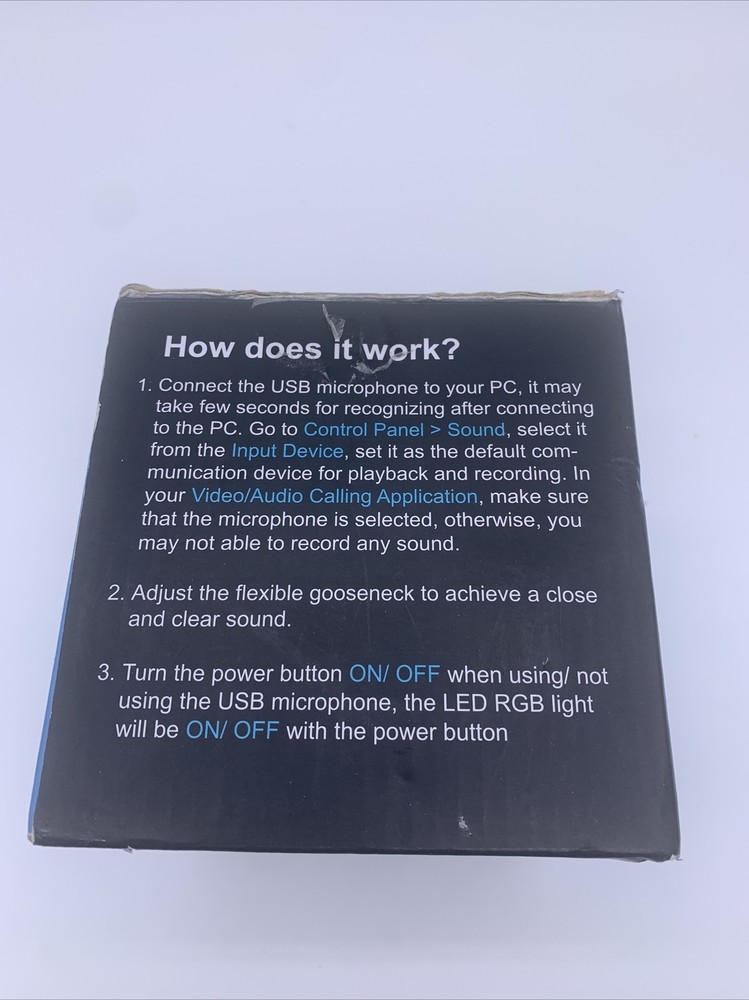 How does it work?
1. Connect the USB microphone to your PC, it may
take few seconds for recognizing after connecting
to the PC. Go to Control Panel > Sound, select it
from the Input Device, set it as the default com-
munication device for playback and recording. In
your Video/Audio Calling Application, make sure
that the microphone is selected, otherwise, you
may not able to record any sound.
2. Adjust the flexible gooseneck to achieve a close
and clear sound.
3. Turn the power button ON/ OFF when using/ not
using the USB microphone, the LED RGB light
will be ON/ OFF with the power button